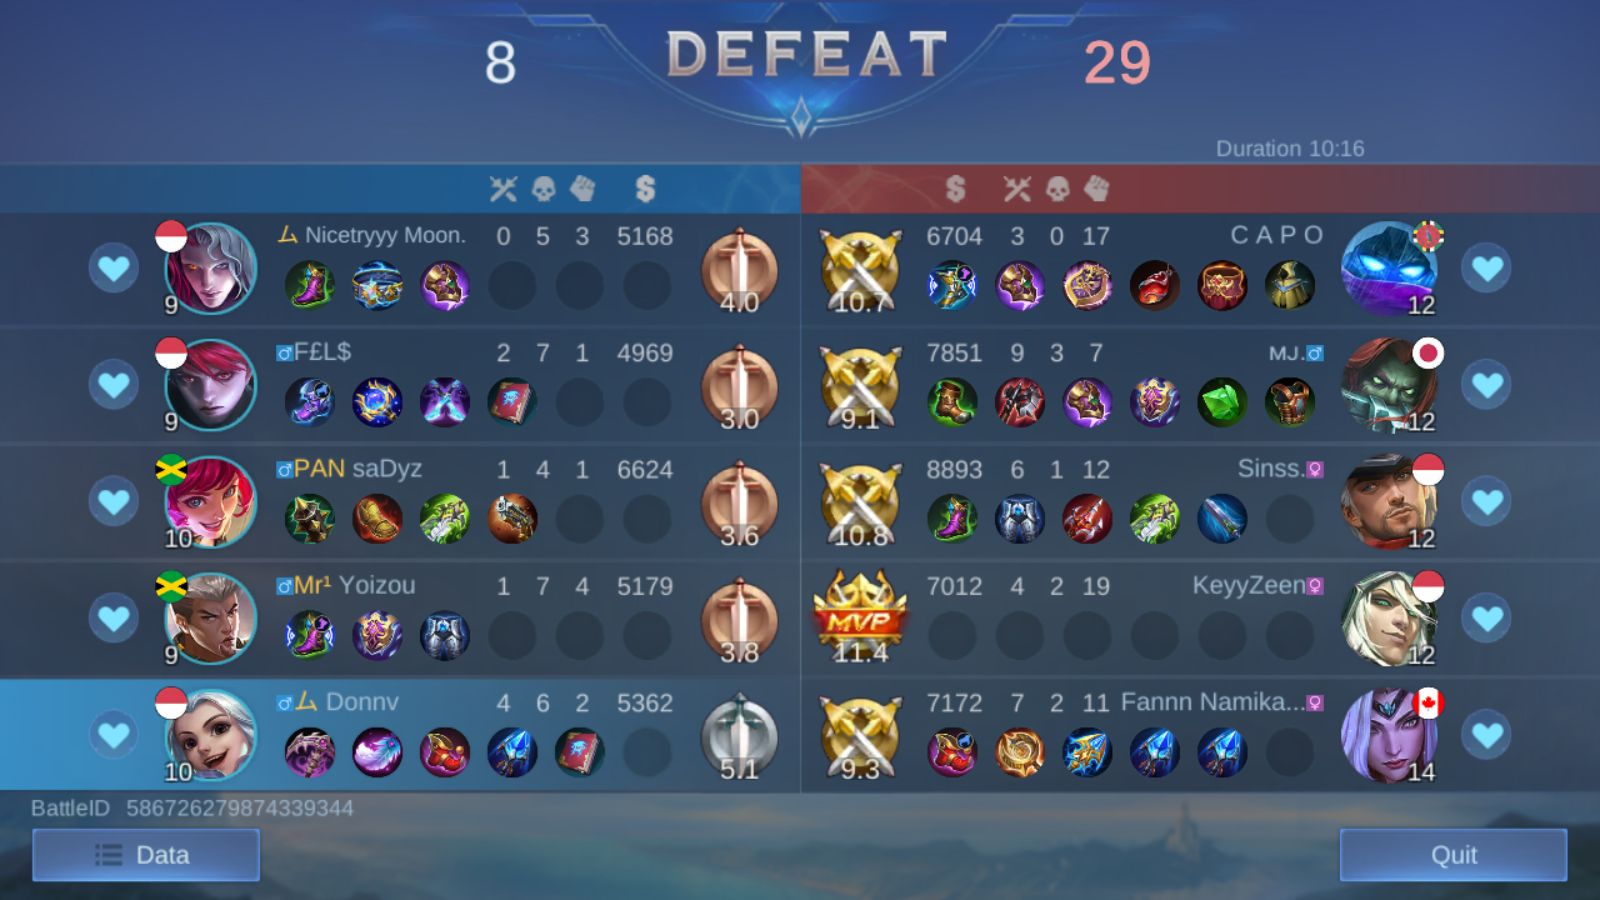 8 DEFEAT 29
Duration 10:16
ム Nicetryyy Moon. 0 5 3 5168 4.0 9
10.7 6704 3 0 17 C A P O 12
♂F£L$ 2 7 1 4969 3.0 9
9.1 7851 9 3 7 MJ.♂ 12
♂PAN saDyz 1 4 1 6624 3.6 10
10.8 8893 6 1 12 Sinss.♀ 12
♂Mr¹ Yoizou 1 7 4 5179 3.8 9
MVP 11.4 7012 4 2 19 KeyyZeen♀ 12
♂ム Donnv 4 6 2 5362 5.1 10
9.3 7172 7 2 11 Fannn Namika...♀ 14
BattleID 586726279874339344
Data
Quit